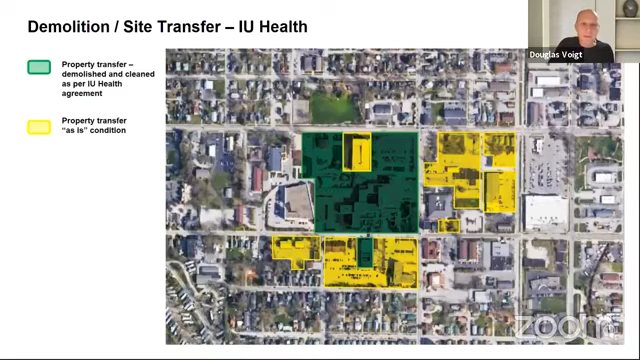 Demolition / Site Transfer – IU Health
Douglas Voigt
Property transfer –
demolished and cleaned
as per IU Health
agreement
Property transfer
“as is” condition
zoom